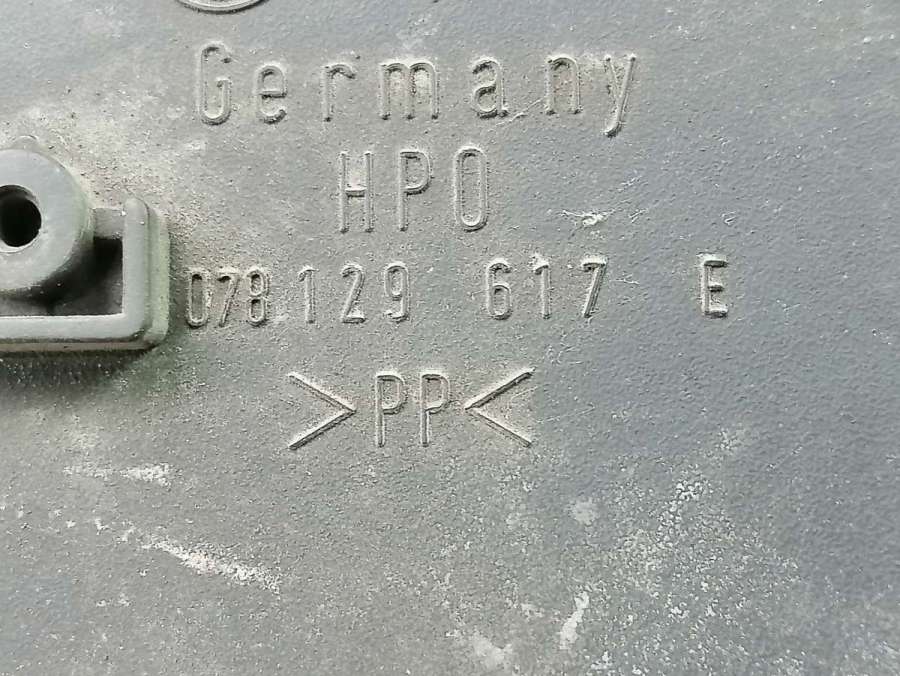 Germany
HPO
078 129 617 E
>PP<